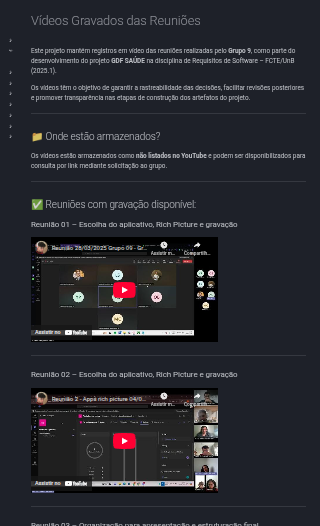 Vídeos Gravados das Reuniões
Este projeto mantém registros em vídeo das reuniões realizadas pelo Grupo 9, como parte do
desenvolvimento do projeto GDF SAÚDE na disciplina de Requisitos de Software – FCTE/UnB
(2025.1).
Os vídeos têm o objetivo de garantir a rastreabilidade das decisões, facilitar revisões posteriores
e promover transparência nas etapas de construção dos artefatos do projeto.
Onde estão armazenados?
Os vídeos estão armazenados como não listados no YouTube e podem ser disponibilizados para
consulta por link mediante solicitação ao grupo.
Reuniões com gravação disponível:
Reunião 01 – Escolha do aplicativo, Rich Picture e gravação
Reunião 28/03/2025 Grupo 09 - Gr...
Assistir m...
Compartilh...
Assistir no YouTube
Reunião 02 – Escolha do aplicativo, Rich Picture e gravação
Reunião 2 - App e rich picture 04/0...
Assistir m...
Compartilh...
Assistir no YouTube
Reunião 03 – Organização para apresentação e estruturação final